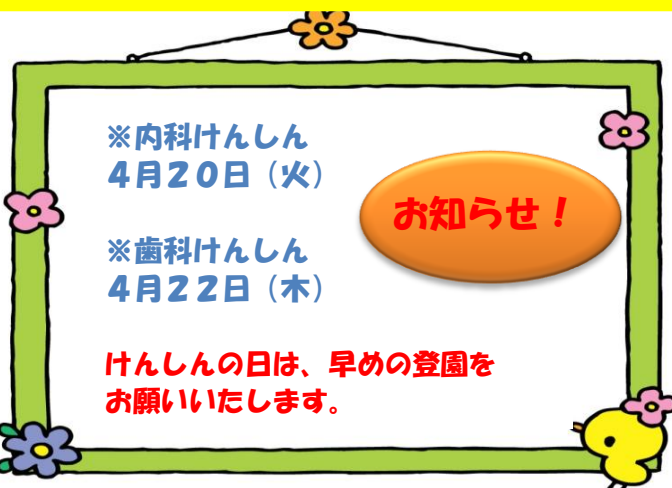 ※内科けんしん
4月20日（火）
お知らせ！
※歯科けんしん
4月22日（木）
けんしんの日は、早めの登園を
お願いいたします。